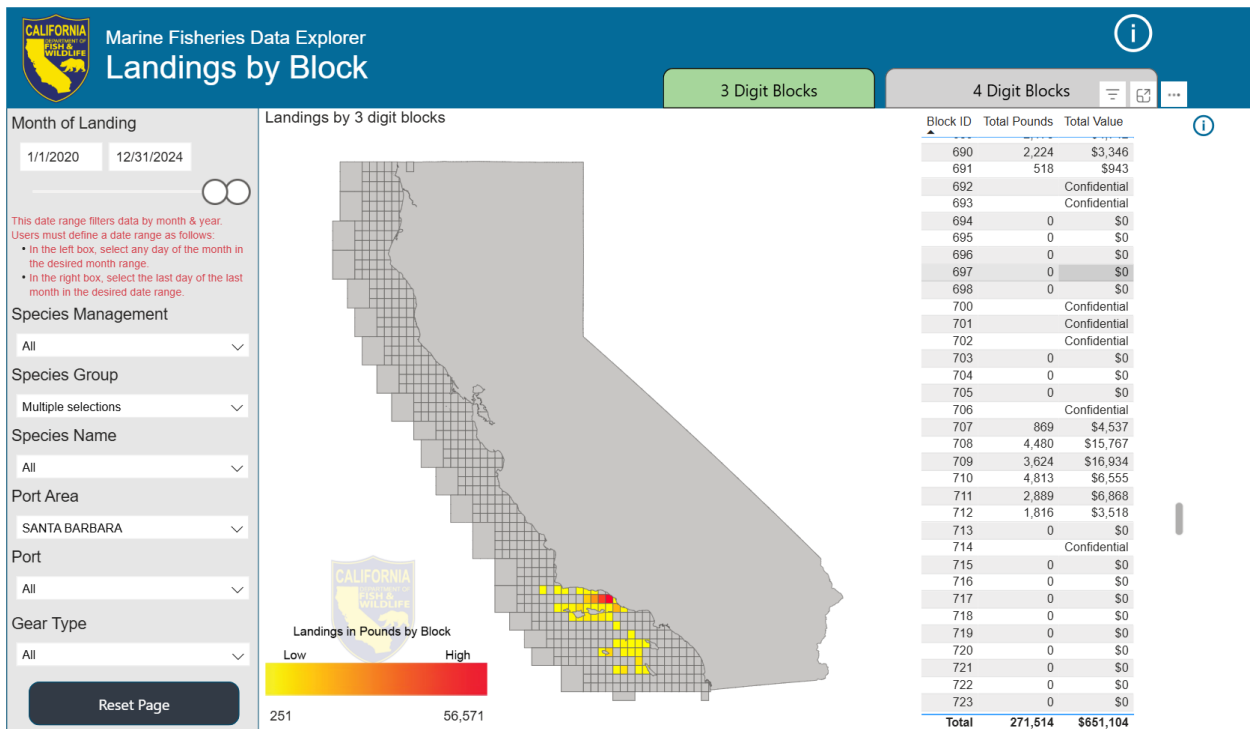 CALIFORNIA
DEPARTMENT OF
FISH &
WILDLIFE
Marine Fisheries Data Explorer
Landings by Block
i
3 Digit Blocks
4 Digit Blocks
...
Month of Landing
1/1/2020 12/31/2024
This date range filters data by month & year.
Users must define a date range as follows:
• In the left box, select any day of the month in
the desired month range.
• In the right box, select the last day of the last
month in the desired date range.
Species Management
All
Species Group
Multiple selections
Species Name
All
Port Area
SANTA BARBARA
Port
All
Gear Type
All
Reset Page
Landings by 3 digit blocks
CALIFORNIA
DEPARTMENT OF
FISH &
WILDLIFE
Landings in Pounds by Block
Low High
251 56,571
Block ID Total Pounds Total Value
i
690 2,224 $3,346
691 518 $943
692 Confidential
693 Confidential
694 0 $0
695 0 $0
696 0 $0
697 0 $0
698 0 $0
700 Confidential
701 Confidential
702 Confidential
703 0 $0
704 0 $0
705 0 $0
706 Confidential
707 869 $4,537
708 4,480 $15,767
709 3,624 $16,934
710 4,813 $6,555
711 2,889 $6,868
712 1,816 $3,518
713 0 $0
714 Confidential
715 0 $0
716 0 $0
717 0 $0
718 0 $0
719 0 $0
720 0 $0
721 0 $0
722 0 $0
723 0 $0
Total 271,514 $651,104